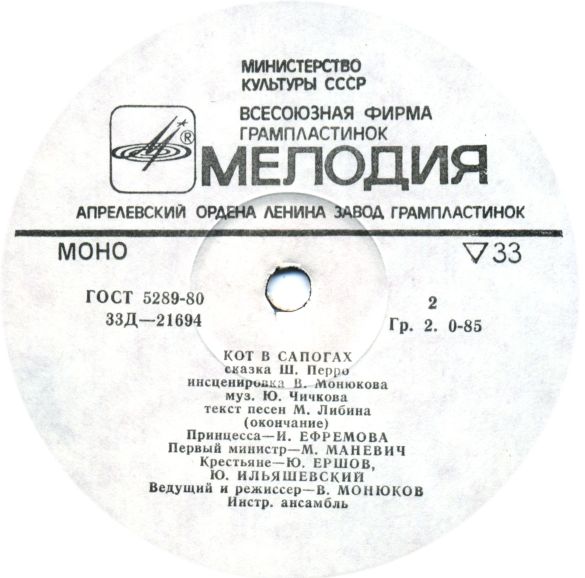 МИНИСТЕРСТВО
КУЛЬТУРЫ СССР
ВСЕСОЮЗНАЯ ФИРМА
ГРАМПЛАСТИНОК
® МЕЛОДИЯ
АПРЕЛЕВСКИЙ ОРДЕНА ЛЕНИНА ЗАВОД ГРАМПЛАСТИНОК
МОНО ▽33
ГОСТ 5289-80 2
33Д—21694 Гр. 2. 0-85
КОТ В САПОГАХ
сказка Ш. Перро
инсценировка В. Монюкова
муз. Ю. Чичкова
текст песен М. Либина
(окончание)
Принцесса—И. ЕФРЕМОВА
Первый министр—М. МАНЕВИЧ
Крестьяне—Ю. ЕРШОВ,
Ю. ИЛЬЯШЕВСКИЙ
Ведущий и режиссер—В. МОНЮКОВ
Инстр. ансамбль